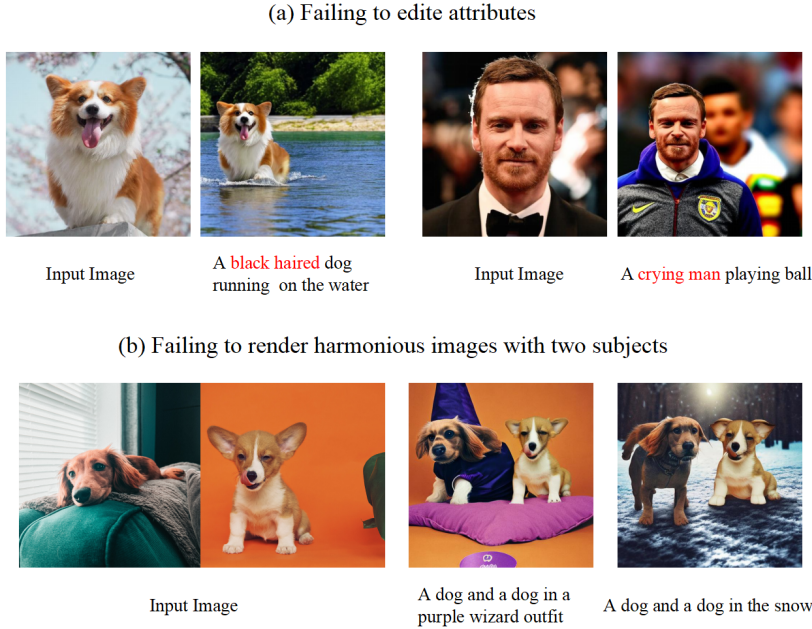 (a) Failing to edite attributes
Input Image
A black haired dog
running on the water
Input Image
A crying man playing ball
(b) Failing to render harmonious images with two subjects
Input Image
A dog and a dog in a
purple wizard outfit
A dog and a dog in the snow